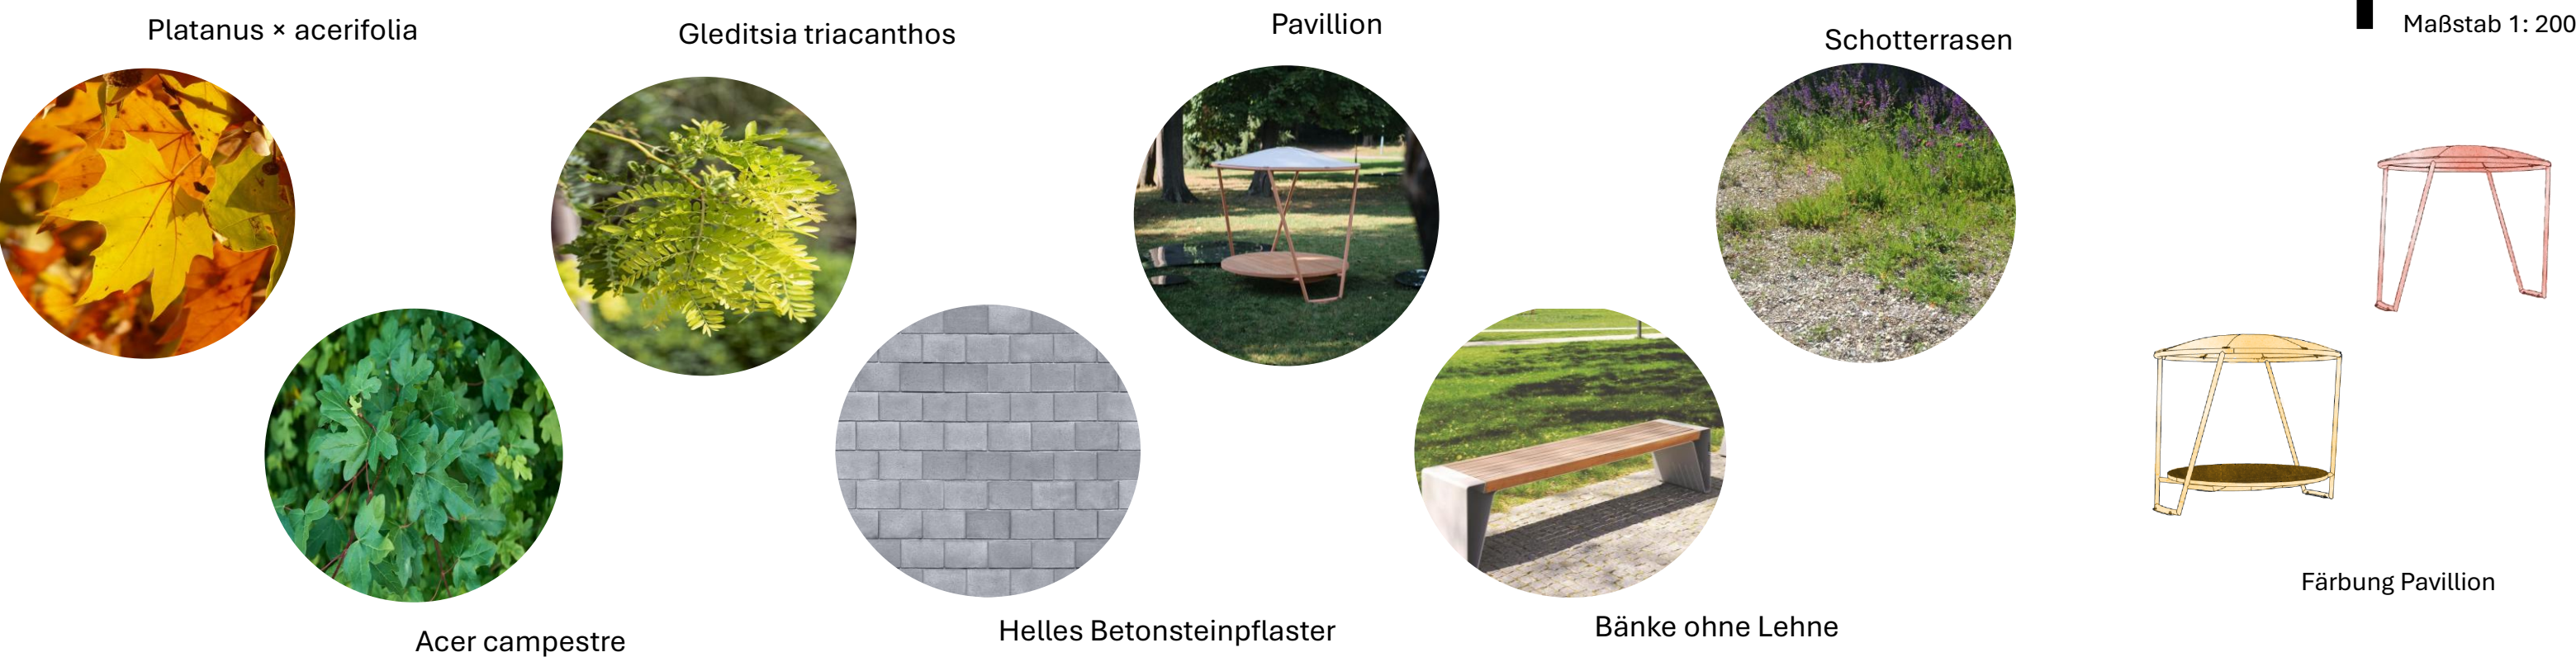 Platanus × acerifolia
Gleditsia triacanthos
Pavillion
Schotterrasen
Maßstab 1: 200
Färbung Pavillion
Acer campestre
Helles Betonsteinpflaster
Bänke ohne Lehne